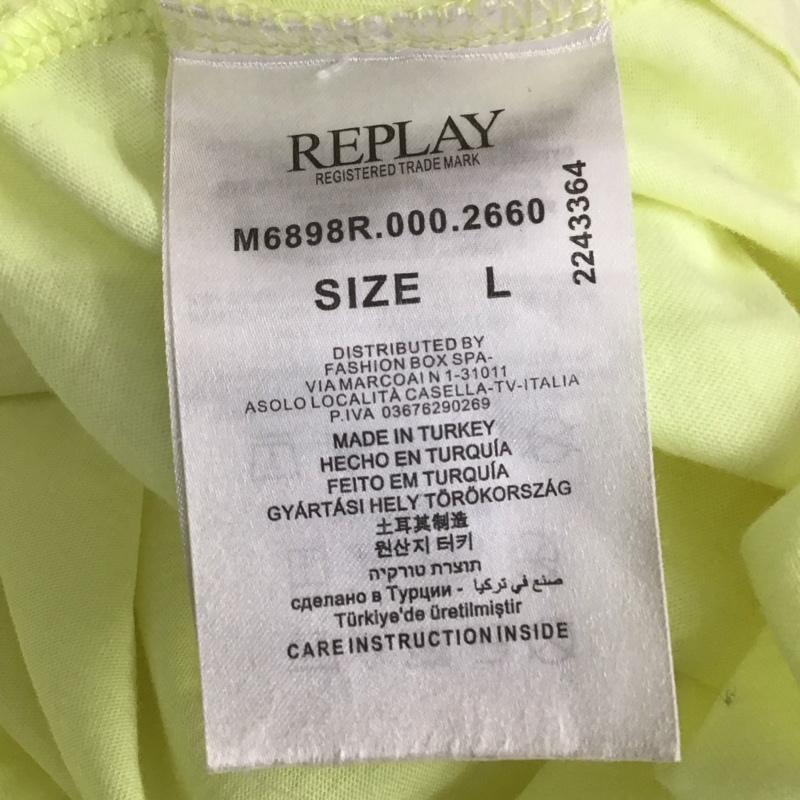 REPLAY
REGISTERED TRADE MARK
M6898R.000.2660
2243364
SIZE L
DISTRIBUTED BY
FASHION BOX SPA-
VIA MARCOAI N 1-31011
ASOLO LOCALITÀ CASELLA-TV-ITALIA
P.IVA 03676290269
MADE IN TURKEY
HECHO EN TURQUÍA
FEITO EM TURQUÍA
GYÁRTÁSI HELY TÖRÖKORSZÁG
土耳其制造
원산지 터키
תוצרת טורקיה
сделано в Турции - صنع في تركيا
Türkiye'de üretilmiştir
CARE INSTRUCTION INSIDE